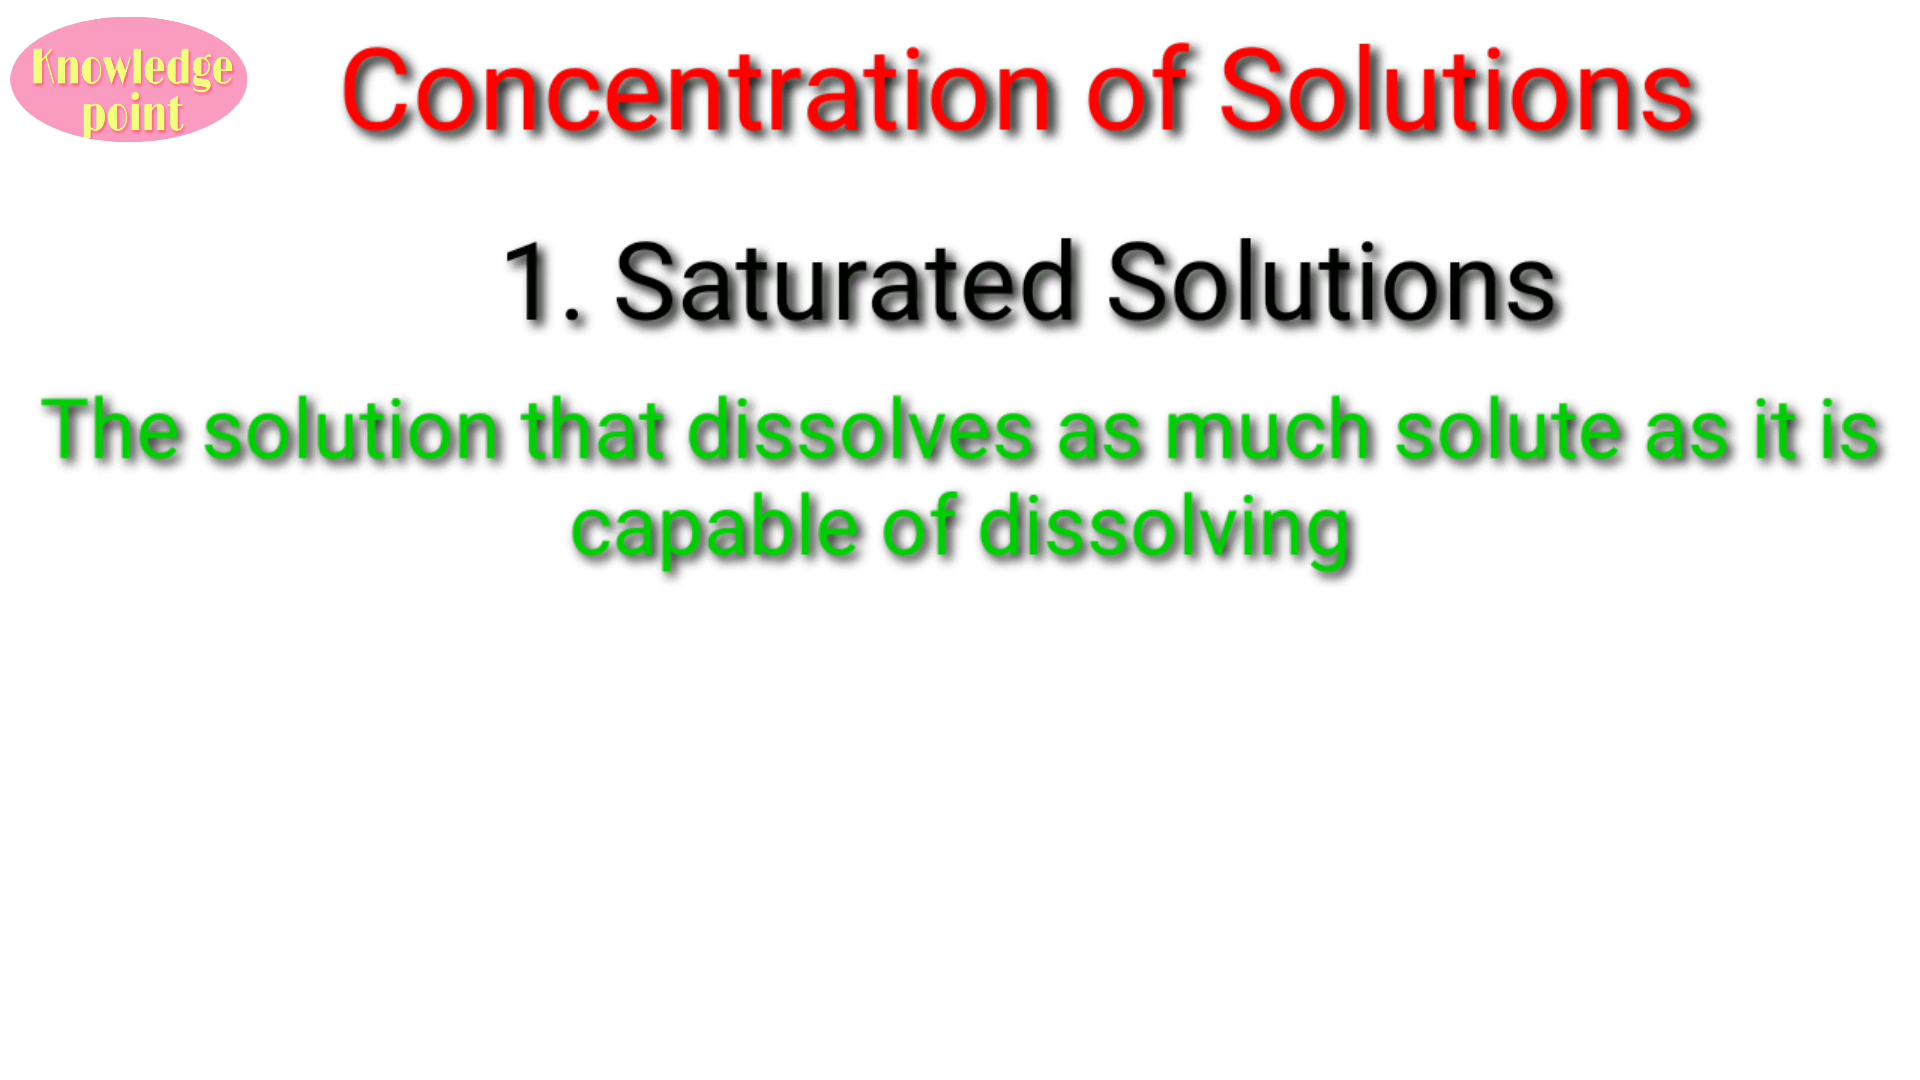 Knowledge
point
Concentration of Solutions
1. Saturated Solutions
The solution that dissolves as much solute as it is
capable of dissolving